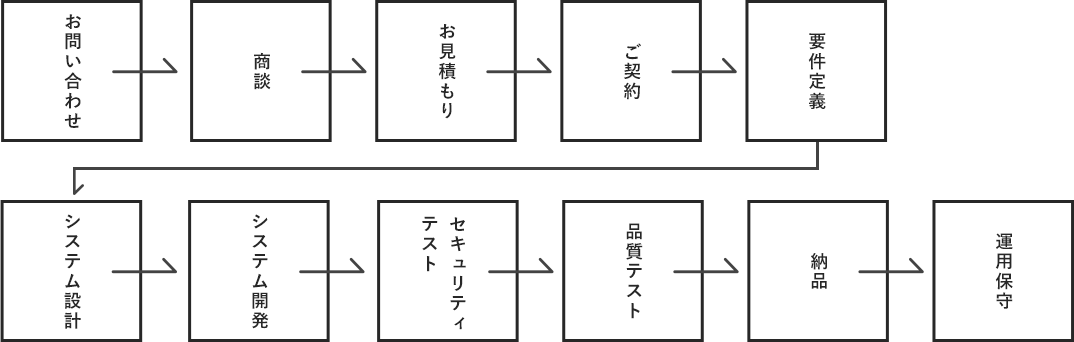 お問い合わせ
商談
お見積もり
ご契約
要件定義
システム設計
システム開発
セキュリティ
テスト
品質テスト
納品
運用保守